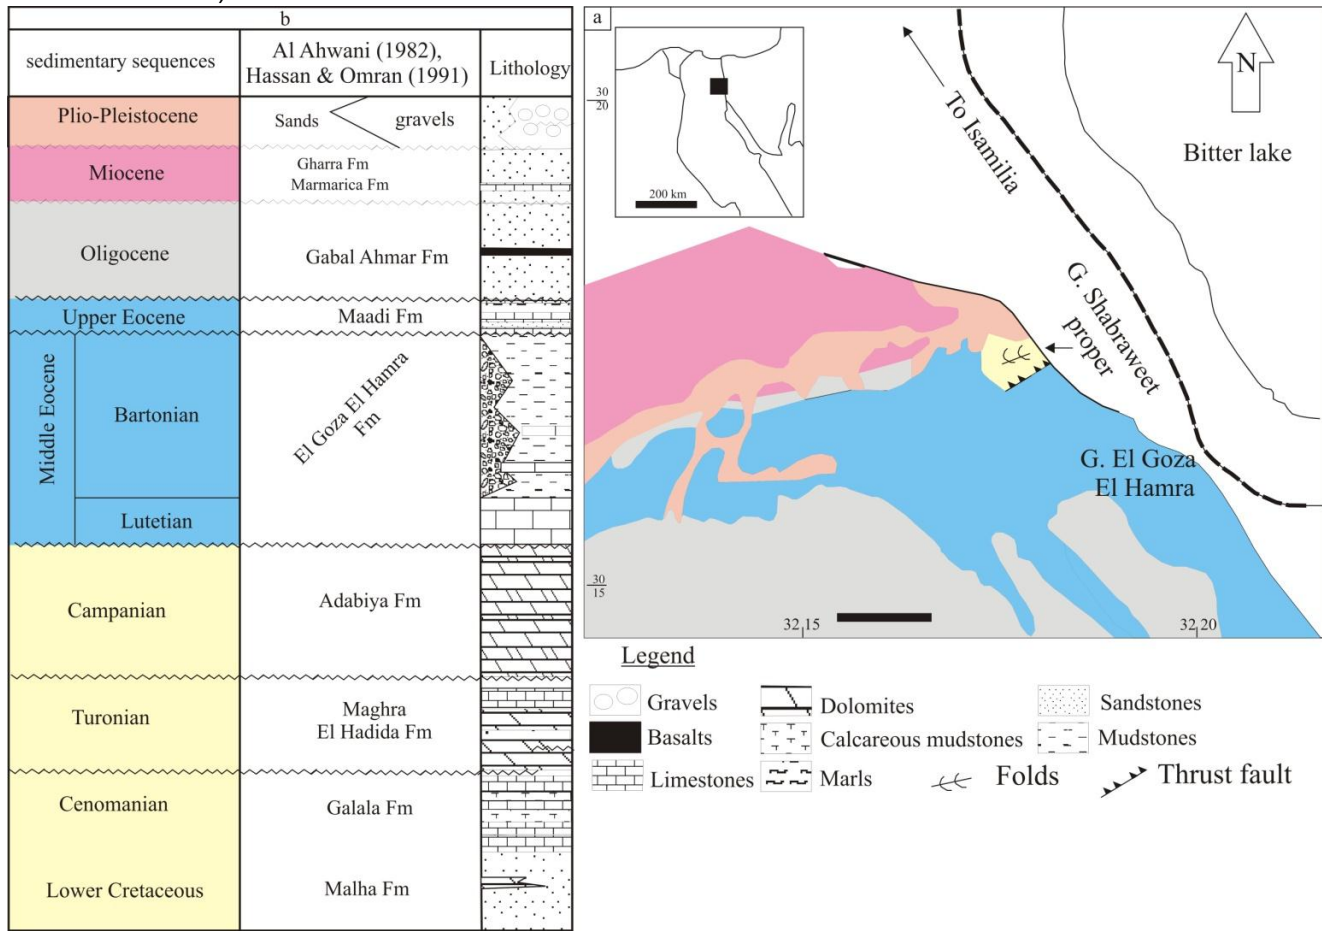 b
sedimentary sequences
Al Ahwani (1982),
Hassan & Omran (1991)
Lithology
Plio-Pleistocene
Sands
gravels
Miocene
Gharra Fm
Marmarica Fm
Oligocene
Gabal Ahmar Fm
Upper Eocene
Maadi Fm
Middle Eocene
Bartonian
El Goza El Hamra
Fm
Lutetian
Campanian
Adabiya Fm
Turonian
Maghra
El Hadida Fm
Cenomanian
Galala Fm
Lower Cretaceous
Malha Fm
a
30
20
200 km
To Isamilia
N
Bitter lake
G. Shabraweet
proper
G. El Goza
El Hamra
30
15
32 15
32 20
Legend
Gravels
Dolomites
Sandstones
Basalts
Calcareous mudstones
Mudstones
Limestones
Marls
Folds
Thrust fault